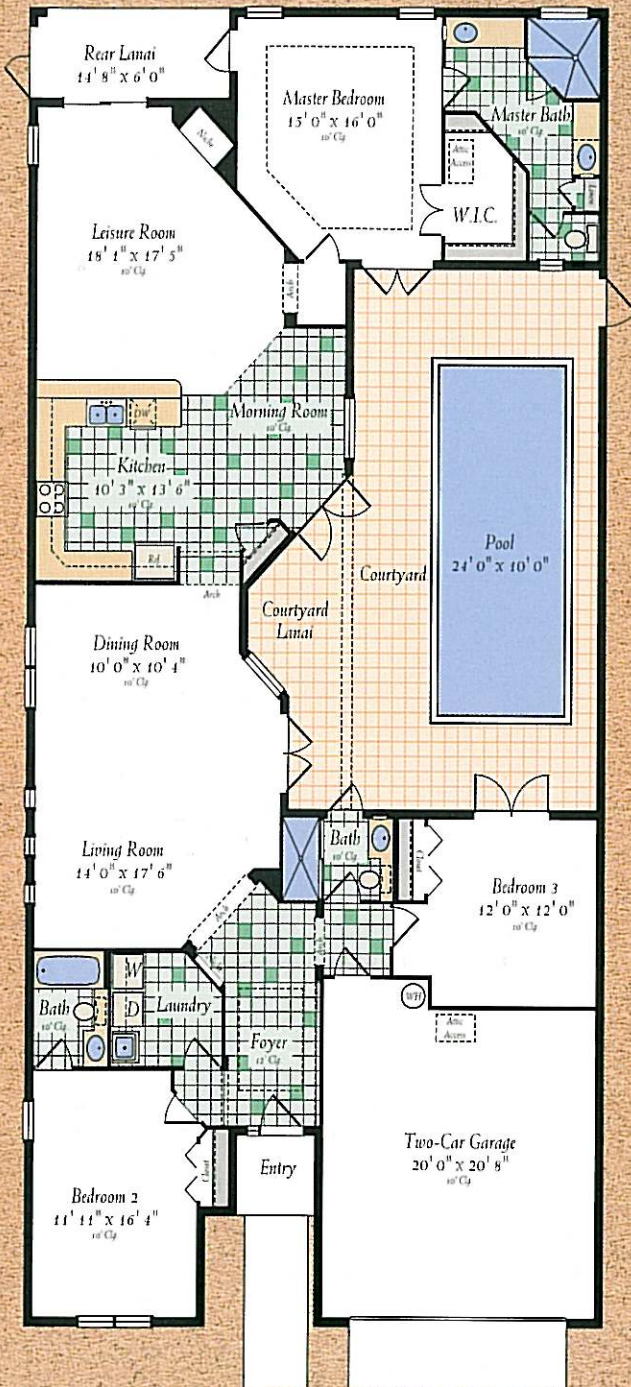 Rear Lanai
14' 8" x 6' 0"
Master Bedroom
15' 0" x 16' 0"
10' Clg
Master Bath
10' Clg
Niche
Attic
Access
W.I.C.
Linen
Leisure Room
18' 1" x 17' 5"
10' Clg
Arch
Morning Room
10' Clg
DW
Kitchen
10' 3" x 13' 6"
10' Clg
Ref
Arch
Pool
24' 0" x 10' 0"
Courtyard
Courtyard
Lanai
Dining Room
10' 0" x 10' 4"
10' Clg
Living Room
14' 0" x 17' 6"
10' Clg
Arch
Bath
10' Clg
Closet
Bedroom 3
12' 0" x 12' 0"
10' Clg
Arch
W
D
Laundry
Bath
10' Clg
Foyer
12' Clg
WH
Attic
Access
Two-Car Garage
20' 0" x 20' 8"
10' Clg
Entry
Closet
Bedroom 2
11' 11" x 16' 4"
10' Clg